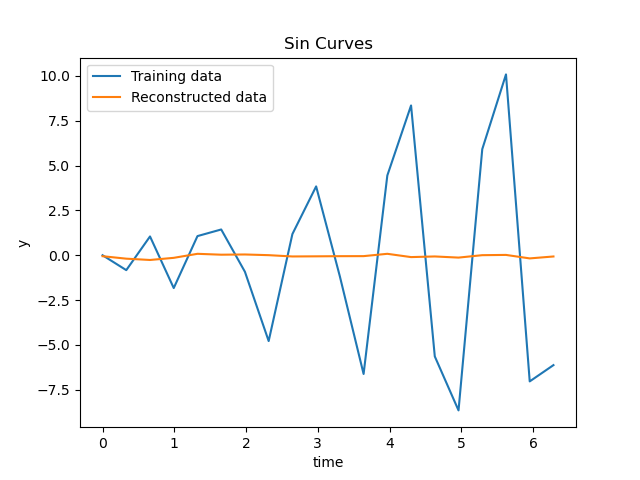 Sin Curves
Training data
Reconstructed data
10.0
7.5
5.0
2.5
0.0
−2.5
−5.0
−7.5
y
0 1 2 3 4 5 6
time